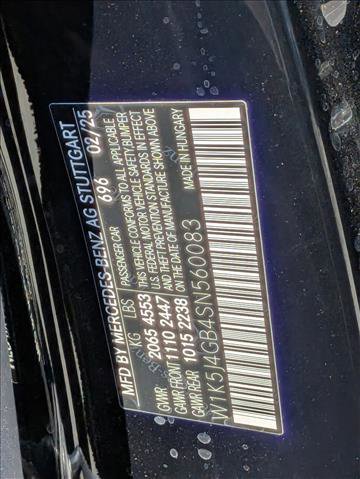 MFD BY MERCEDES-BENZ AG STUTTGART
696 02/25
PASSENGER CAR
KG LBS
GVWR 2065 4553
GAWR FRONT 1110 2447
GAWR REAR 1015 2238
CONFORMS TO ALL APPLICABLE
U.S. FEDERAL MOTOR VEHICLE SAFETY, BUMPER
AND THEFT PREVENTION STANDARDS IN EFFECT
ON THE DATE OF MANUFACTURE SHOWN ABOVE
MADE IN HUNGARY
W1K5J4GB4SN560083